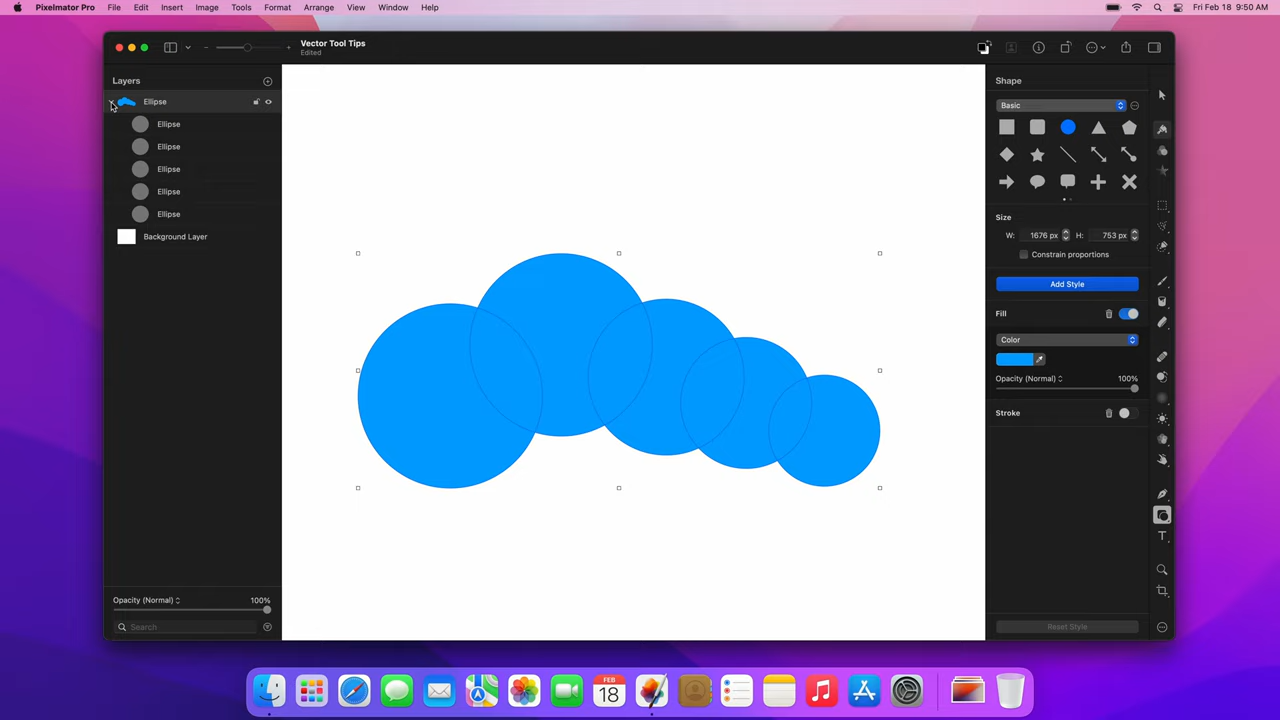 Pixelmator Pro File Edit Insert Image Tools Format Arrange View Window Help Fri Feb 18 9:50 AM
Vector Tool Tips
Edited
Layers
Ellipse
Ellipse
Ellipse
Ellipse
Ellipse
Ellipse
Background Layer
Opacity (Normal) 100%
Search
Shape
Basic
Size
W: 1676 px H: 753 px
Constrain proportions
Add Style
Fill
Color
Opacity (Normal) 100%
Stroke
Reset Style
T
FEB
18